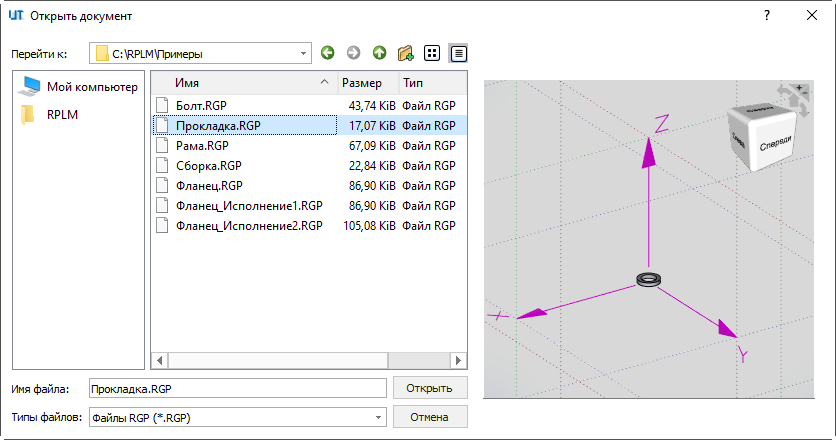 UT Открыть документ ?
Перейти к: C:\RPLM\Примеры
Мой компьютер
RPLM
Имя Размер Тип
Болт.RGP 43,74 KiB Файл RGP
Прокладка.RGP 17,07 KiB Файл RGP
Рама.RGP 67,09 KiB Файл RGP
Сборка.RGP 22,84 KiB Файл RGP
Фланец.RGP 86,90 KiB Файл RGP
Фланец_Исполнение1.RGP 86,90 KiB Файл RGP
Фланец_Исполнение2.RGP 105,08 KiB Файл RGP
Z
Спереди
X
Y
Имя файла: Прокладка.RGP Открыть
Типы файлов: Файлы RGP (*.RGP) Отмена